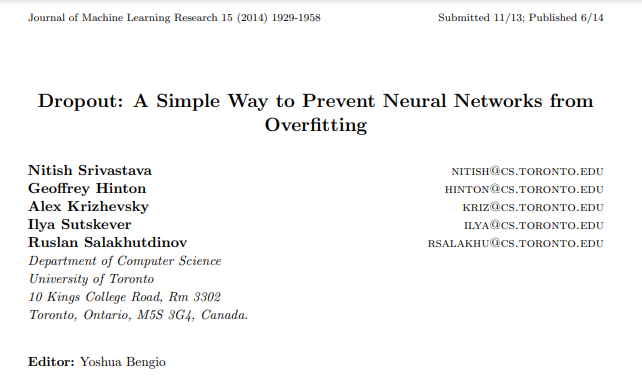 Journal of Machine Learning Research 15 (2014) 1929-1958 Submitted 11/13; Published 6/14
Dropout: A Simple Way to Prevent Neural Networks from
Overfitting
Nitish Srivastava NITISH@CS.TORONTO.EDU
Geoffrey Hinton HINTON@CS.TORONTO.EDU
Alex Krizhevsky KRIZ@CS.TORONTO.EDU
Ilya Sutskever ILYA@CS.TORONTO.EDU
Ruslan Salakhutdinov RSALAKHU@CS.TORONTO.EDU
Department of Computer Science
University of Toronto
10 Kings College Road, Rm 3302
Toronto, Ontario, M5S 3G4, Canada.
Editor: Yoshua Bengio